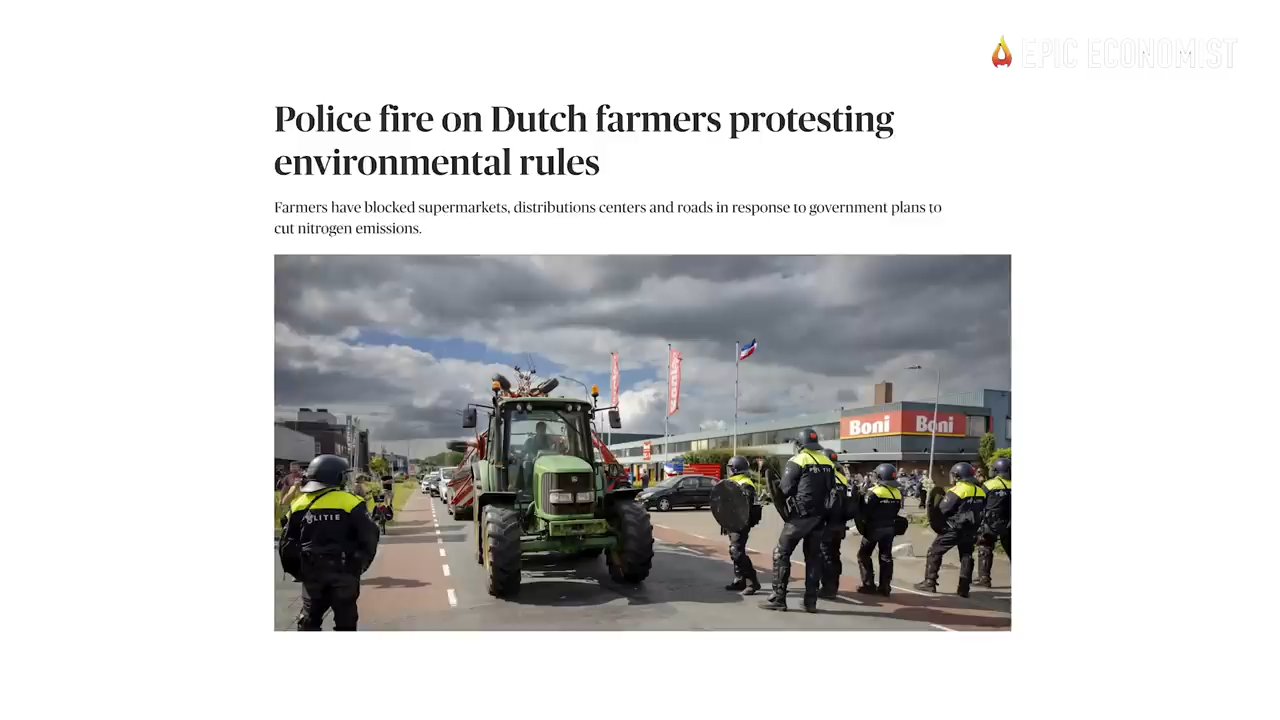 EPIC ECONOMIST
Police fire on Dutch farmers protesting
environmental rules
Farmers have blocked supermarkets, distributions centers and roads in response to government plans to
cut nitrogen emissions.
Boni Boni
POLITIE